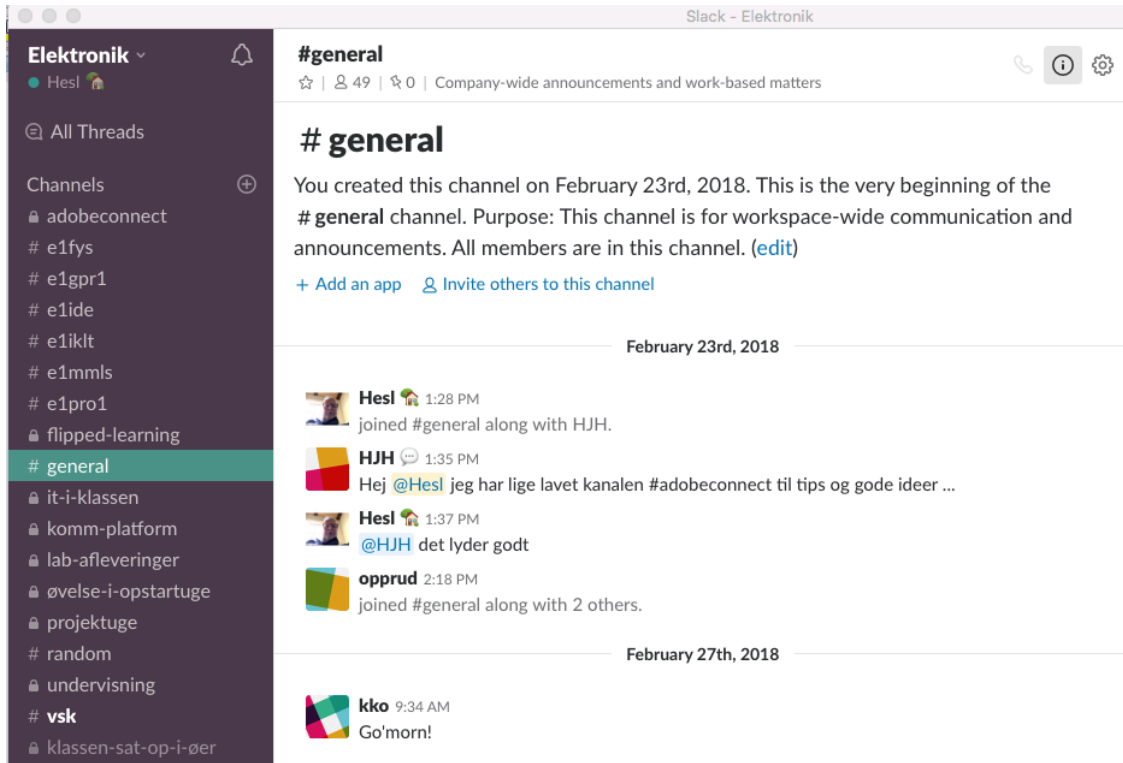 Slack - Elektronik
Elektronik
Hesl
All Threads
Channels
adobeconnect
# e1fys
# e1gpr1
# e1ide
# e1iklt
# e1mmls
# e1pro1
flipped-learning
# general
it-i-klassen
komm-platform
lab-afleveringer
øvelse-i-opstartuge
projektuge
# random
undervisning
# vsk
klassen-sat-op-i-øer
#general
49 | 0 | Company-wide announcements and work-based matters
# general
You created this channel on February 23rd, 2018. This is the very beginning of the
# general channel. Purpose: This channel is for workspace-wide communication and
announcements. All members are in this channel. (edit)
+ Add an app Invite others to this channel
February 23rd, 2018
Hesl 1:28 PM
joined #general along with HJH.
HJH 1:35 PM
Hej @Hesl jeg har lige lavet kanalen #adobeconnect til tips og gode ideer ...
Hesl 1:37 PM
@HJH det lyder godt
opprud 2:18 PM
joined #general along with 2 others.
February 27th, 2018
kko 9:34 AM
Go'morn!